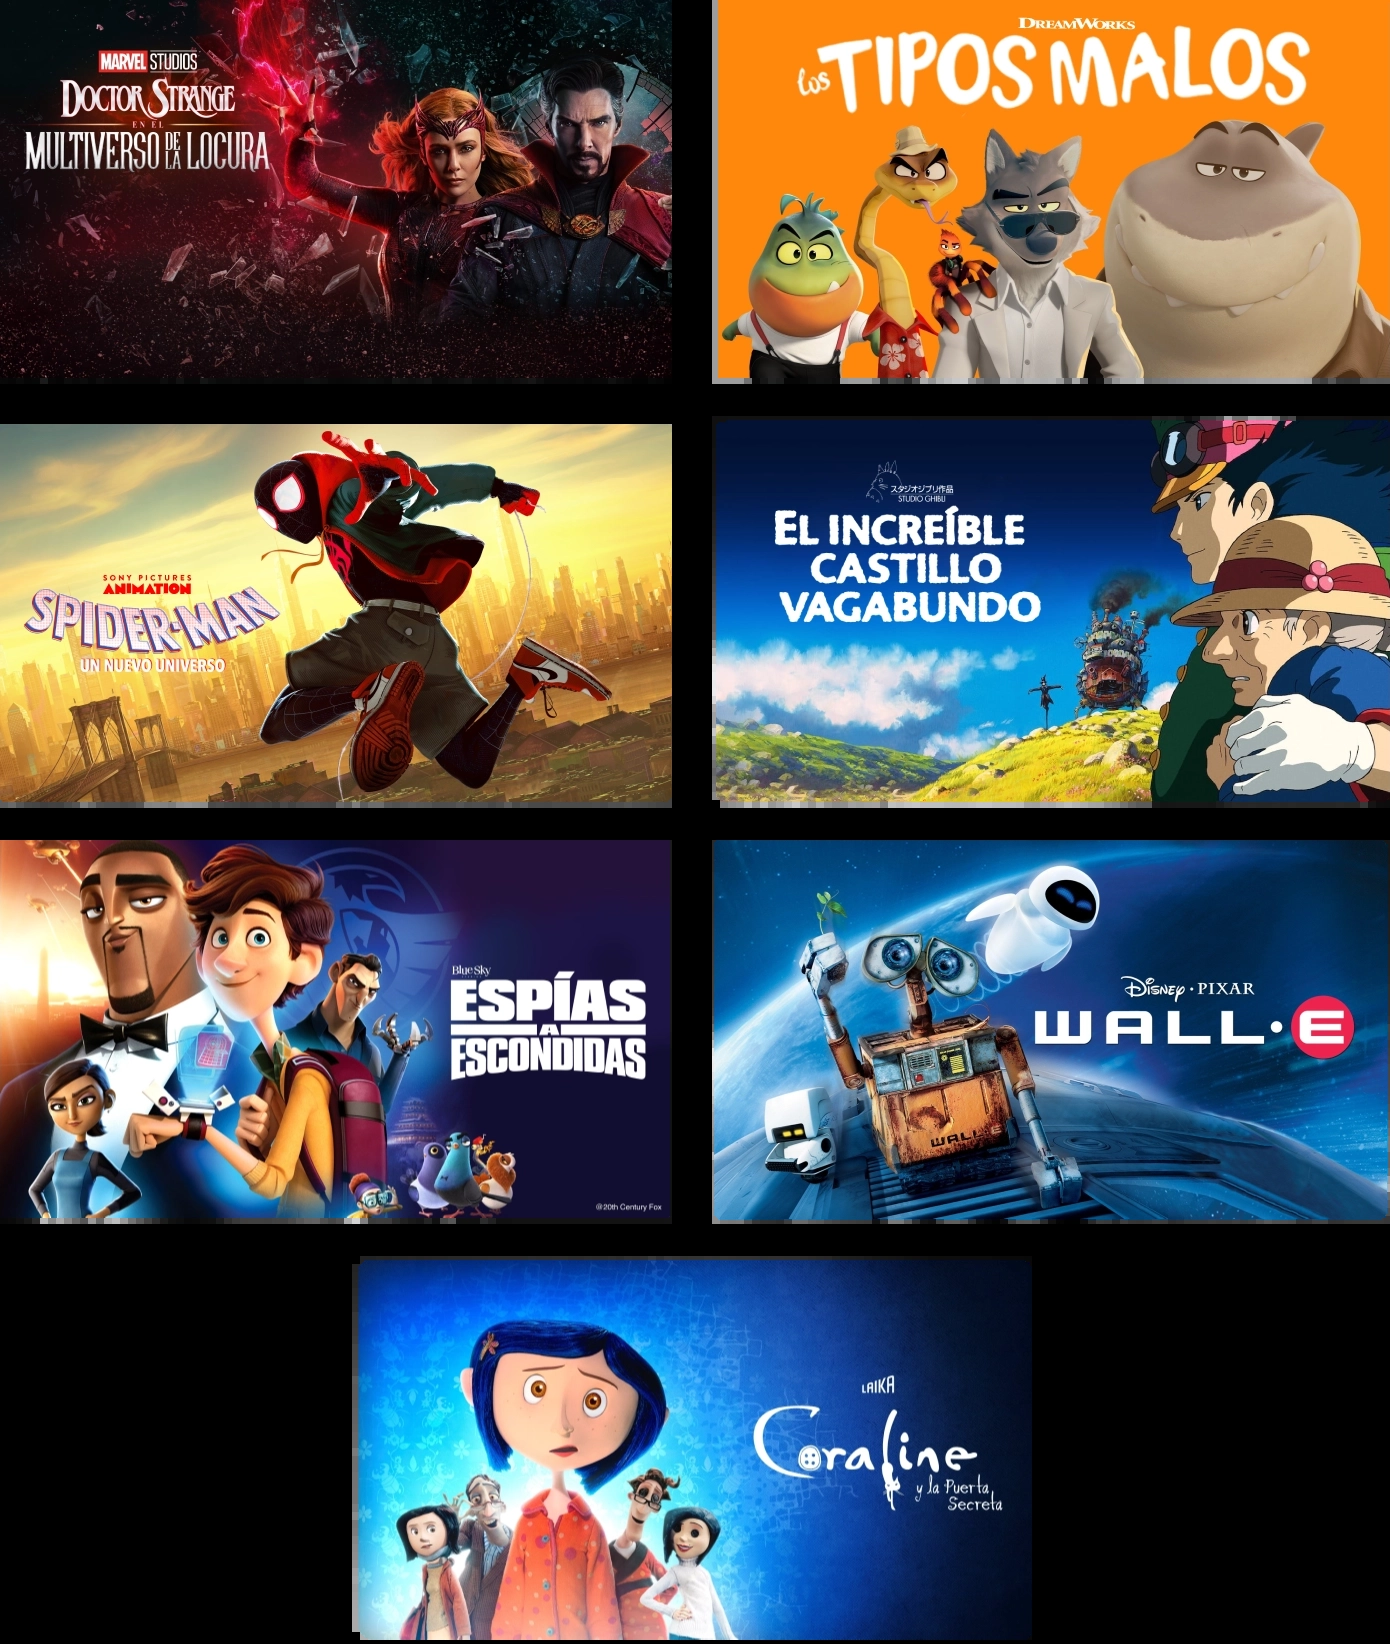 MARVEL STUDIOS
DOCTOR STRANGE
EN EL
MULTIVERSO DE LA LOCURA
DREAMWORKS
los TIPOS MALOS
SONY PICTURES
ANIMATION
SPIDER-MAN
UN NUEVO UNIVERSO
スタジオジブリ作品
STUDIO GHIBLI
EL INCREÍBLE
CASTILLO
VAGABUNDO
Blue Sky
ESPÍAS
A
ESCONDIDAS
@20th Century Fox
DISNEY · PIXAR
WALL·E
WALL·E
LAIKA
Coraline
y la Puerta
Secreta